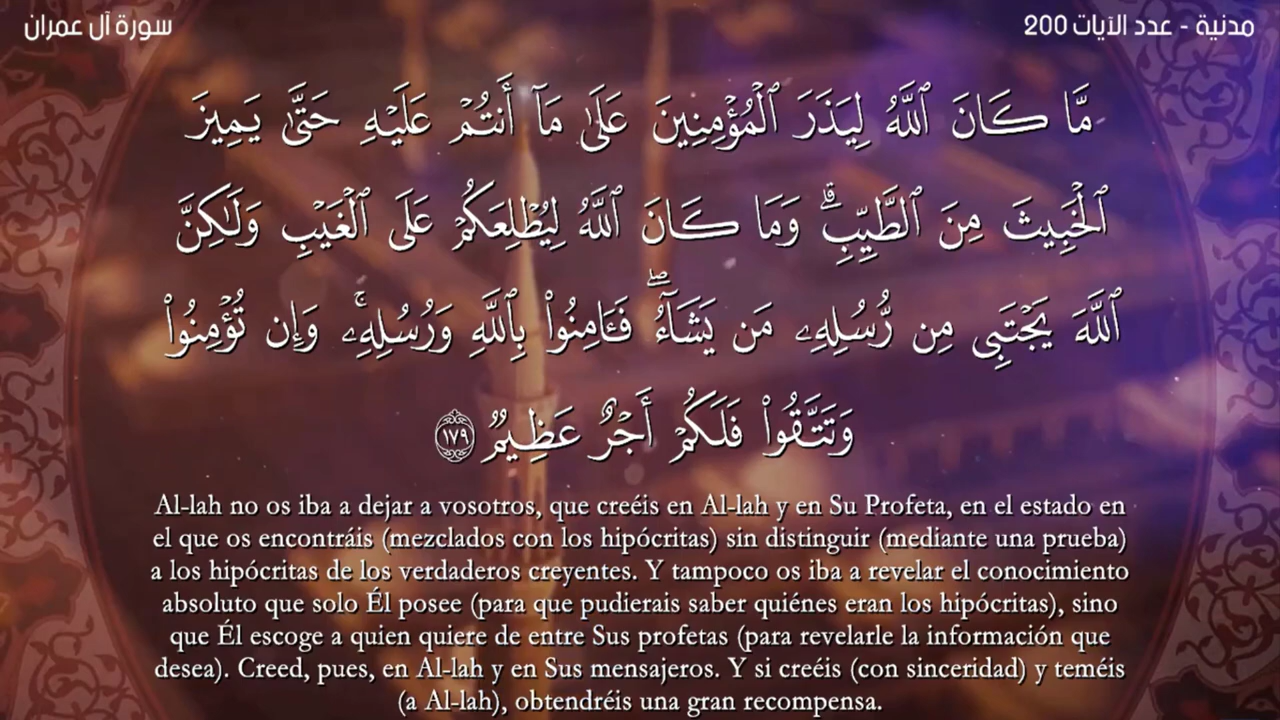 سورة آل عمران
مدنية - عدد الآيات 200
مَّا كَانَ ٱللَّهُ لِيَذَرَ ٱلْمُؤْمِنِينَ عَلَىٰ مَآ أَنتُمْ عَلَيْهِ حَتَّىٰ يَمِيزَ
ٱلْخَبِيثَ مِنَ ٱلطَّيِّبِ ۗ وَمَا كَانَ ٱللَّهُ لِيُطْلِعَكُمْ عَلَى ٱلْغَيْبِ وَلَٰكِنَّ
ٱللَّهَ يَجْتَبِى مِن رُّسُلِهِۦ مَن يَشَآءُ ۖ فَـَٔامِنُوا۟ بِٱللَّهِ وَرُسُلِهِۦ ۚ وَإِن تُؤْمِنُوا۟
وَتَتَّقُوا۟ فَلَكُمْ أَجْرٌ عَظِيمٌ ١٧٩
Al-lah no os iba a dejar a vosotros, que creéis en Al-lah y en Su Profeta, en el estado en
el que os encontráis (mezclados con los hipócritas) sin distinguir (mediante una prueba)
a los hipócritas de los verdaderos creyentes. Y tampoco os iba a revelar el conocimiento
absoluto que solo Él posee (para que pudierais saber quiénes eran los hipócritas), sino
que Él escoge a quien quiere de entre Sus profetas (para revelarle la información que
desea). Creed, pues, en Al-lah y en Sus mensajeros. Y si creéis (con sinceridad) y teméis
(a Al-lah), obtendréis una gran recompensa.